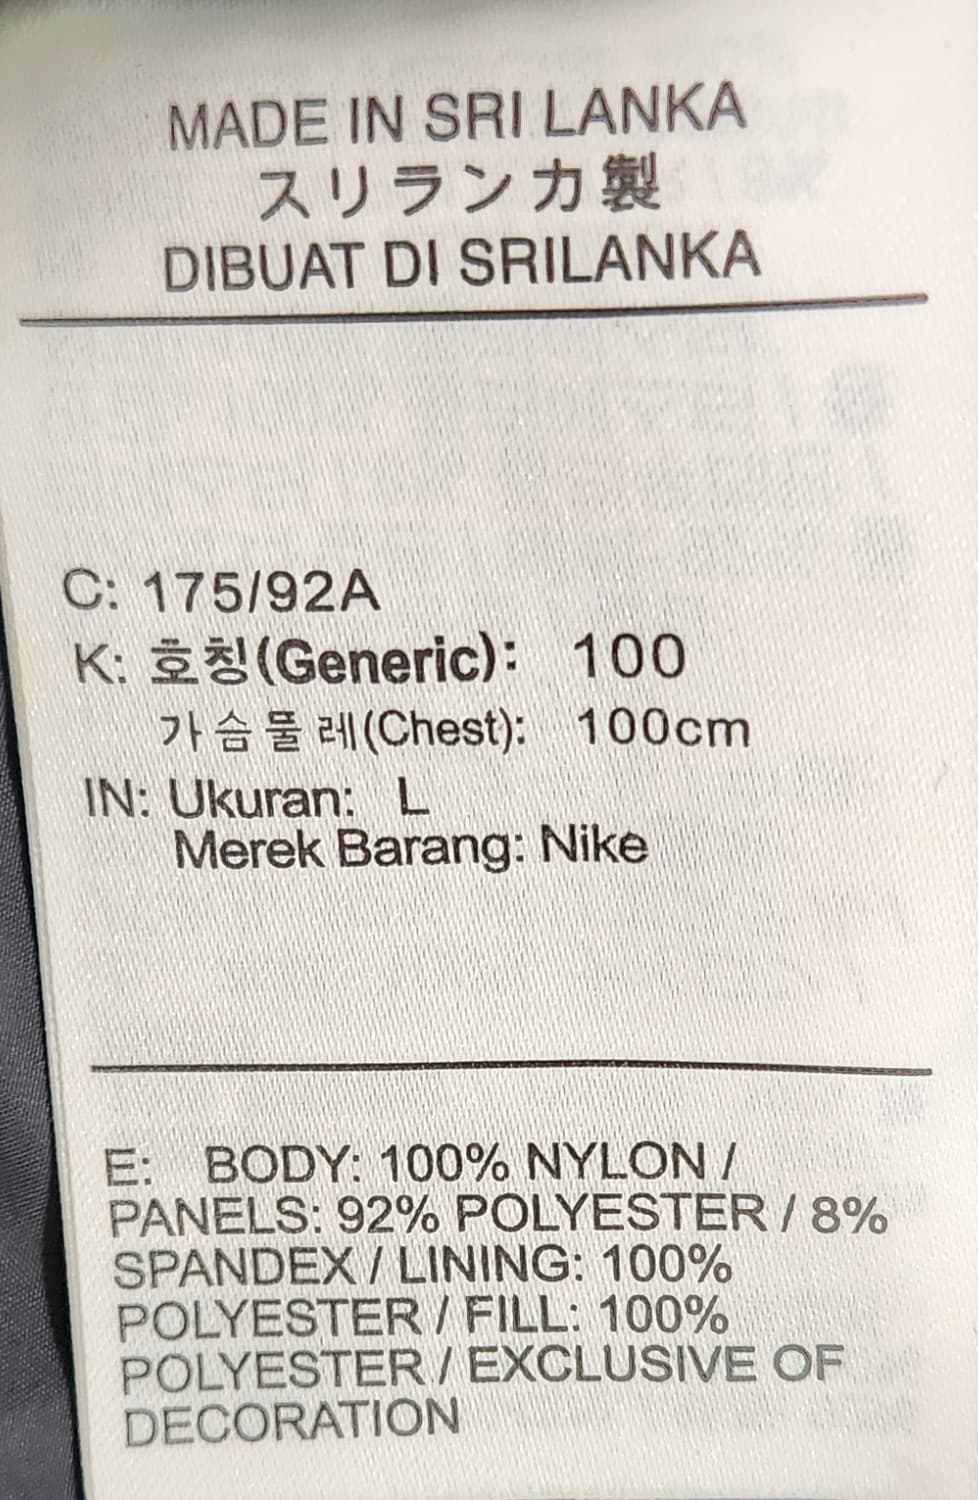 MADE IN SRI LANKA
スリランカ製
DIBUAT DI SRILANKA
C: 175/92A
K: 호칭(Generic): 100
가슴물레(Chest): 100cm
IN: Ukuran: L
Merek Barang: Nike
E: BODY: 100% NYLON /
PANELS: 92% POLYESTER / 8%
SPANDEX / LINING: 100%
POLYESTER / FILL: 100%
POLYESTER / EXCLUSIVE OF
DECORATION